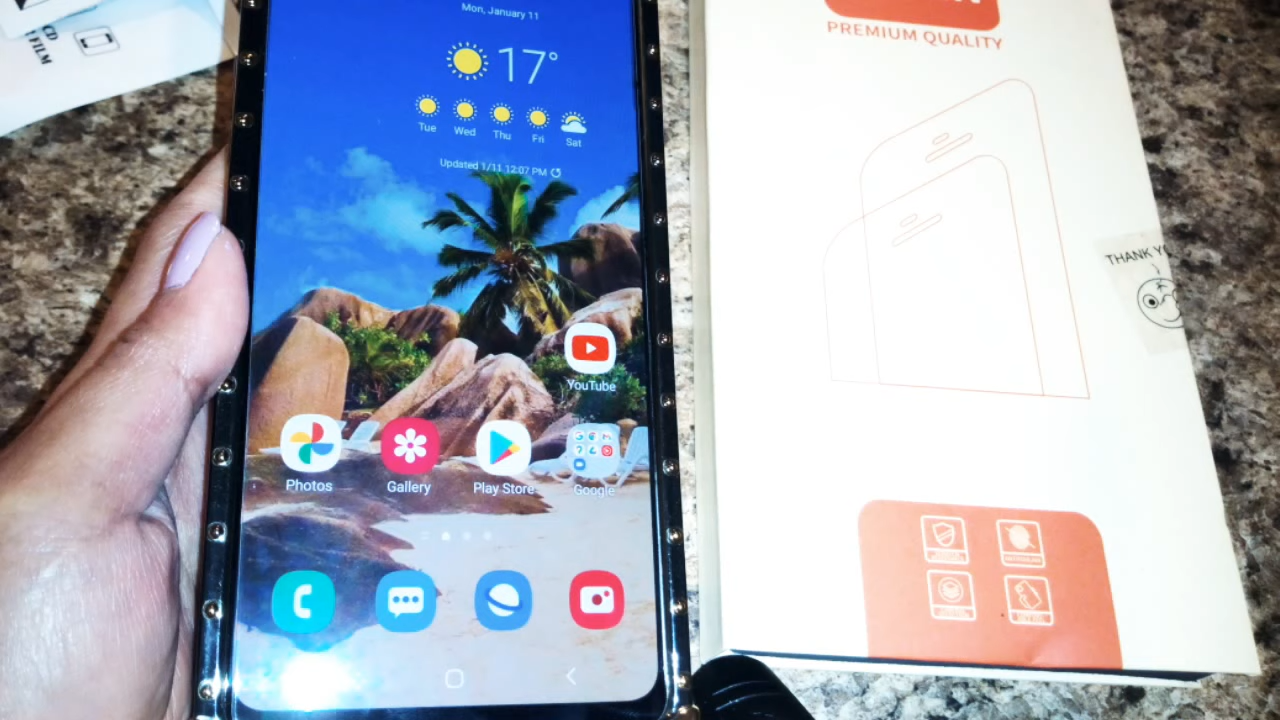 Mon, January 11
17°
Tue Wed Thu Fri Sat
Updated 1/11 12:07 PM
YouTube
Photos Gallery Play Store Google
PREMIUM QUALITY
THANK
FILM